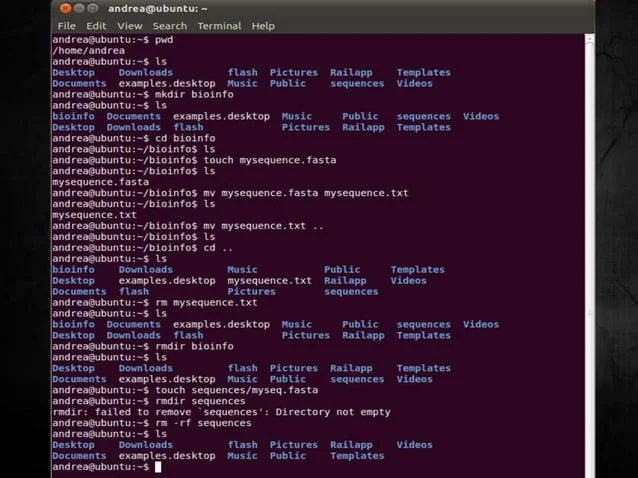 andrea@ubuntu: ~
File Edit View Search Terminal Help
andrea@ubuntu:~$ pwd
/home/andrea
andrea@ubuntu:~$ ls
Desktop Downloads flash Pictures Railapp Templates
Documents examples.desktop Music Public sequences Videos
andrea@ubuntu:~$ mkdir bioinfo
andrea@ubuntu:~$ ls
bioinfo Documents examples.desktop Music Public sequences Videos
Desktop Downloads flash Pictures Railapp Templates
andrea@ubuntu:~$ cd bioinfo
andrea@ubuntu:~/bioinfo$ ls
andrea@ubuntu:~/bioinfo$ touch mysequence.fasta
andrea@ubuntu:~/bioinfo$ ls
mysequence.fasta
andrea@ubuntu:~/bioinfo$ mv mysequence.fasta mysequence.txt
andrea@ubuntu:~/bioinfo$ ls
mysequence.txt
andrea@ubuntu:~/bioinfo$ mv mysequence.txt ..
andrea@ubuntu:~/bioinfo$ ls
andrea@ubuntu:~/bioinfo$ cd ..
andrea@ubuntu:~$ ls
bioinfo Downloads Music Public Templates
Desktop examples.desktop mysequence.txt Railapp Videos
Documents flash Pictures sequences
andrea@ubuntu:~$ rm mysequence.txt
andrea@ubuntu:~$ ls
bioinfo Documents examples.desktop Music Public sequences Videos
Desktop Downloads flash Pictures Railapp Templates
andrea@ubuntu:~$ rmdir bioinfo
andrea@ubuntu:~$ ls
Desktop Downloads flash Pictures Railapp Templates
Documents examples.desktop Music Public sequences Videos
andrea@ubuntu:~$ touch sequences/myseq.fasta
andrea@ubuntu:~$ rmdir sequences
rmdir: failed to remove `sequences': Directory not empty
andrea@ubuntu:~$ rm -rf sequences
andrea@ubuntu:~$ ls
Desktop Downloads flash Pictures Railapp Videos
Documents examples.desktop Music Public Templates
andrea@ubuntu:~$